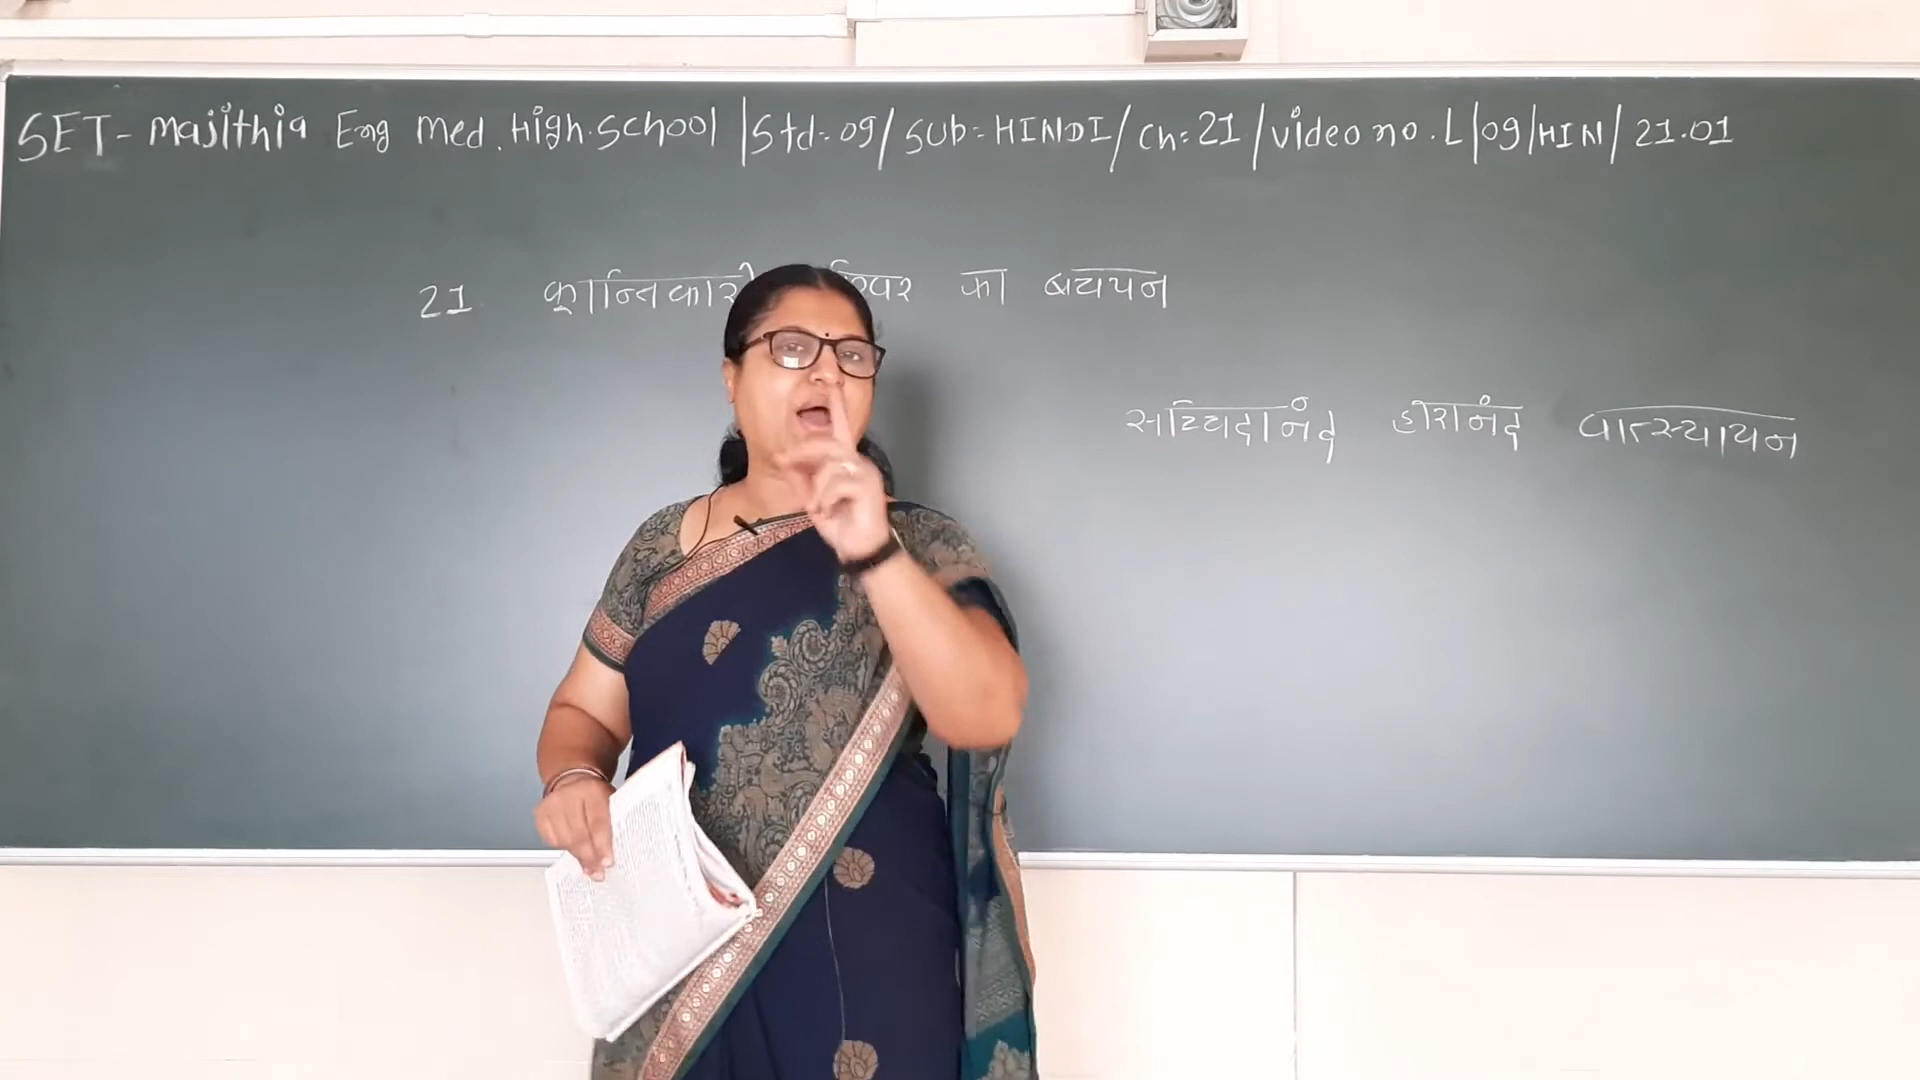 SET- Majithia Eng Med. High.School |Std:-09/ SUB:- HINDI/ Ch:- 21 /Video no. L|09|HIN/ 21.01
21 का बचपन
सच्चिदानंद हीरानंद वात्स्यायन